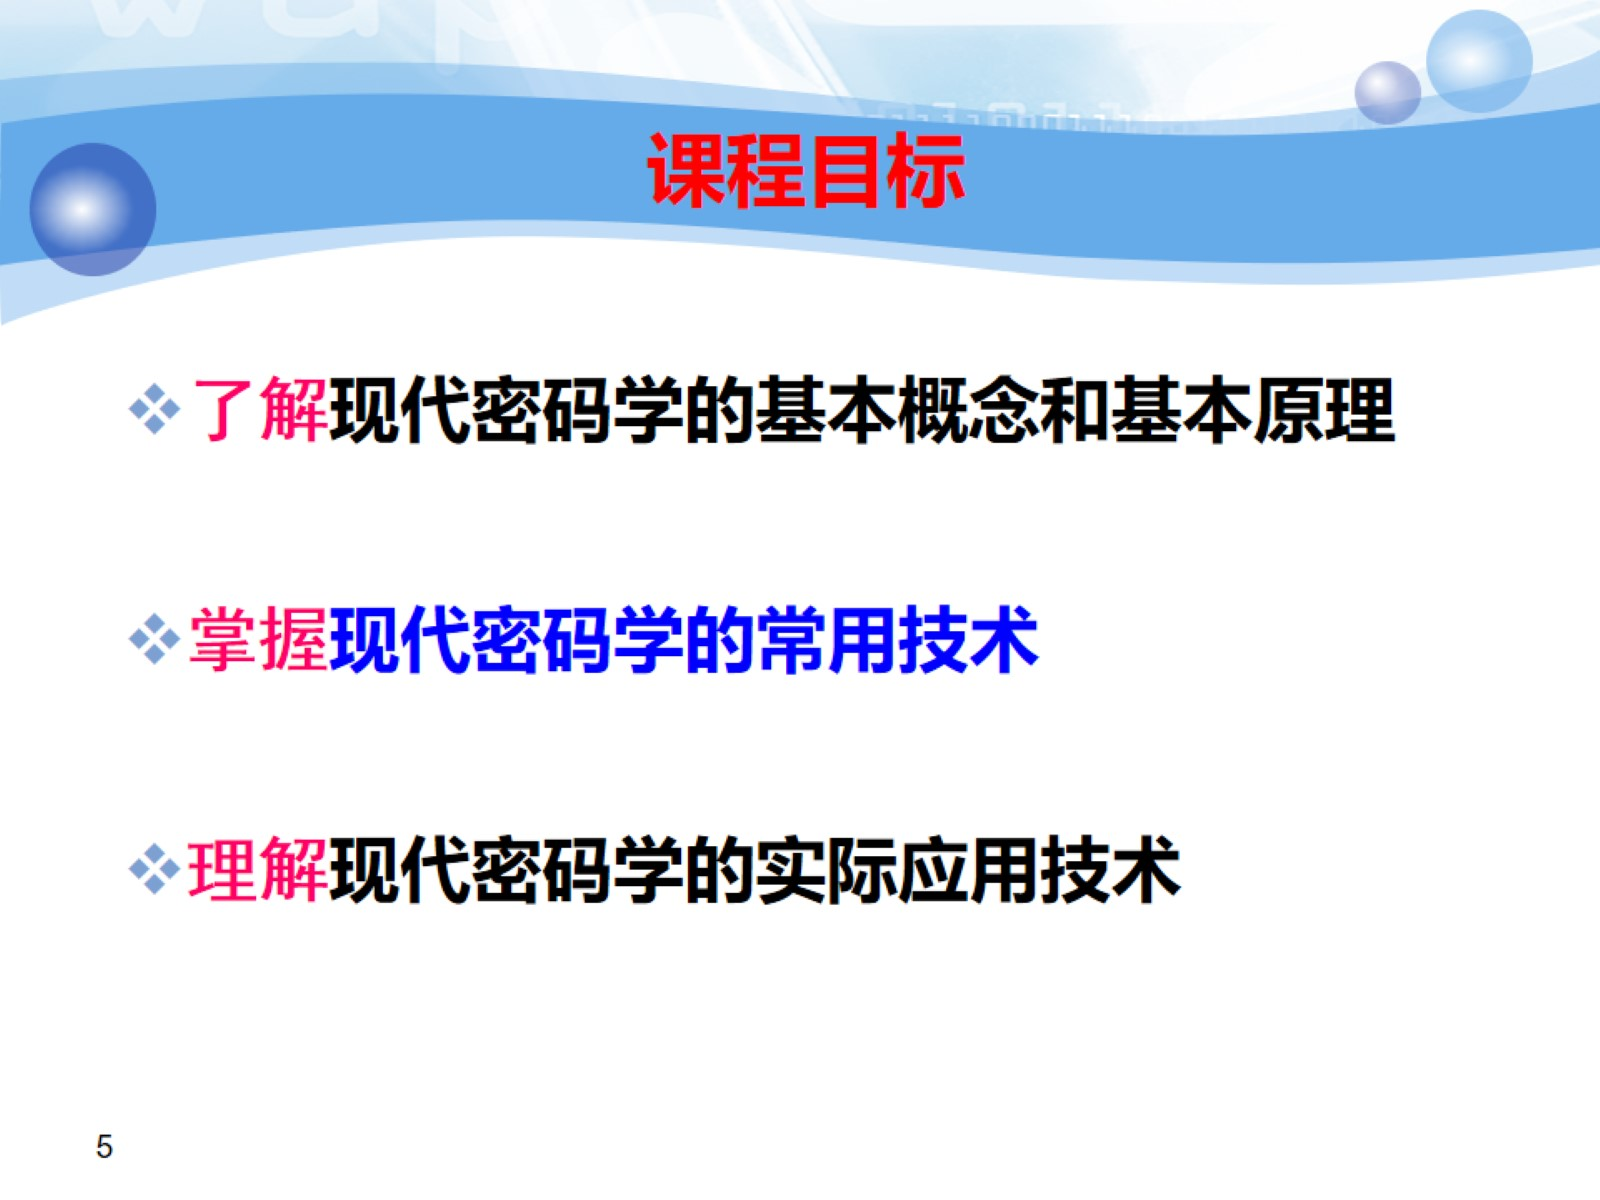 课程目标
了解现代密码学的基本概念和基本原理
掌握现代密码学的常用技术
理解现代密码学的实际应用技术
5